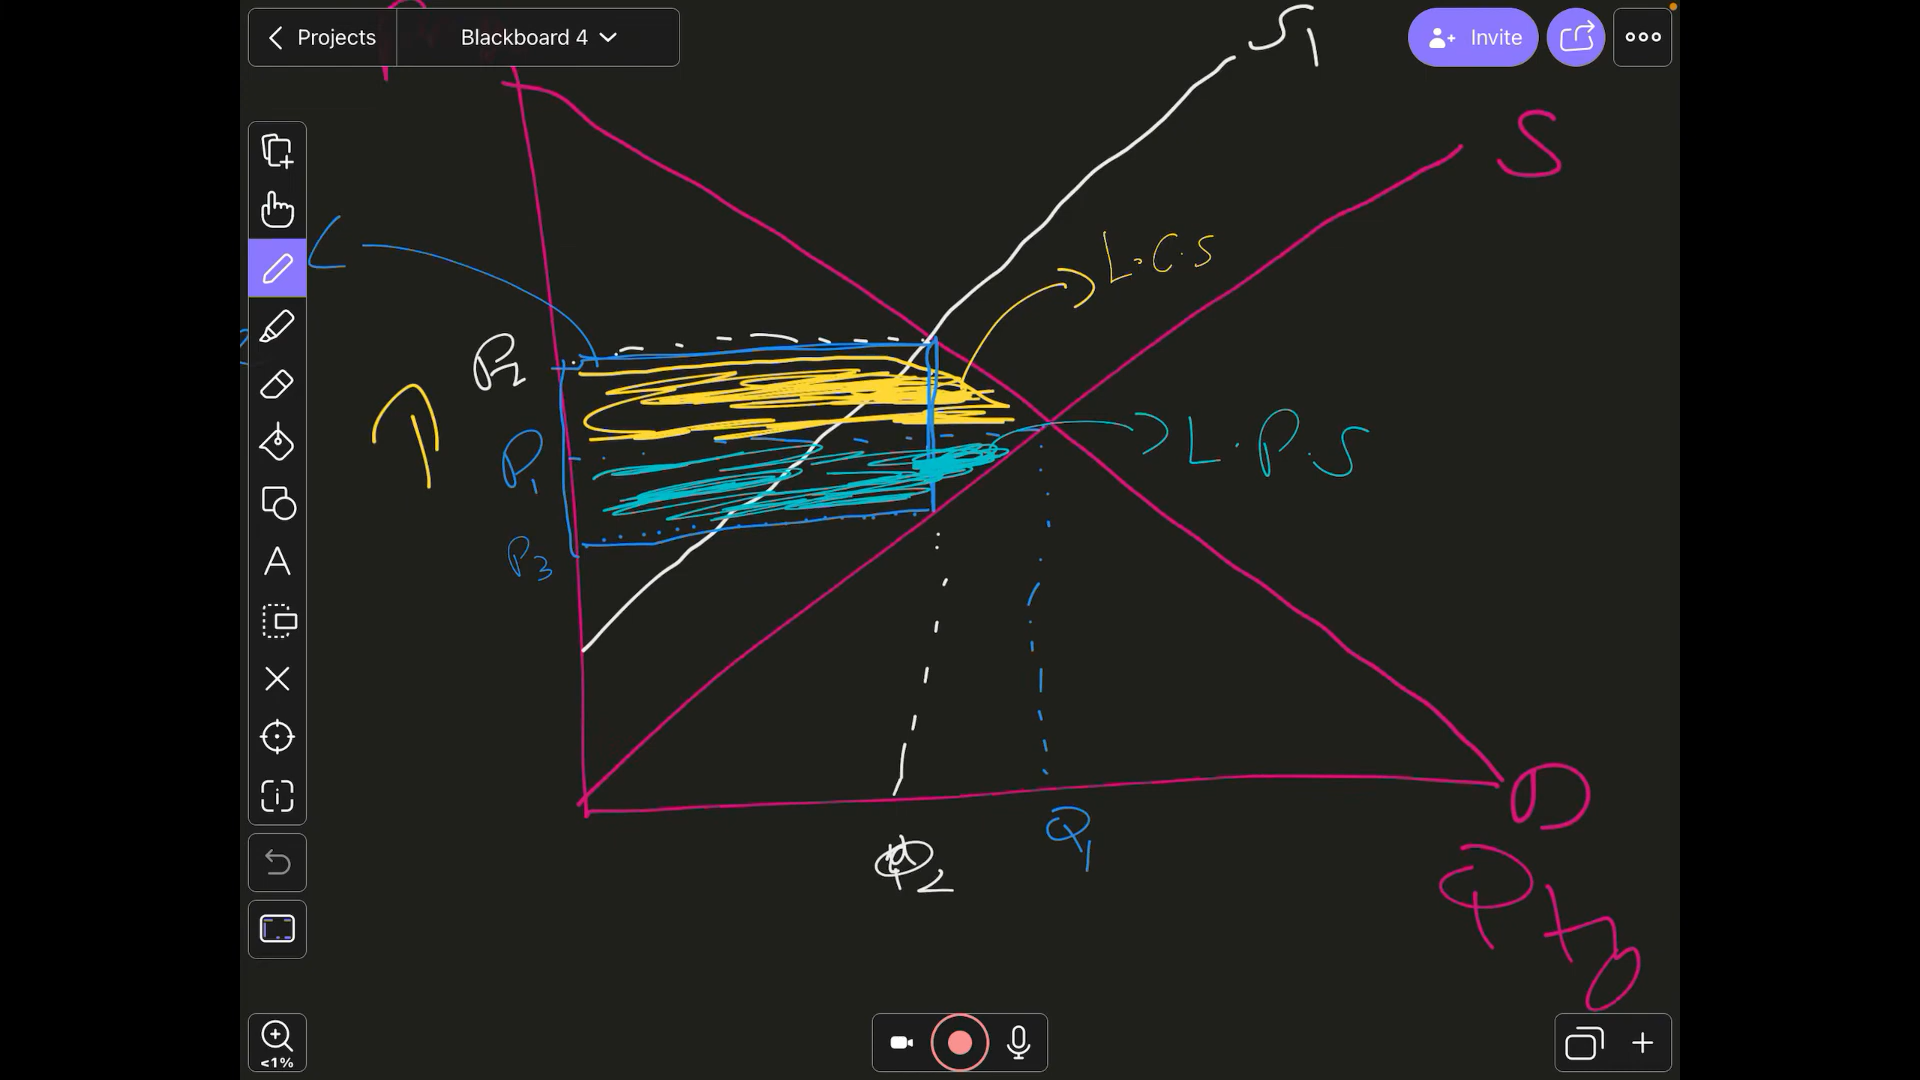 Projects
Blackboard 4
Invite
S1
S
L.C.S
P2
P1
L.P.S
P3
A
D
Q1
Q2
Qty
<1%